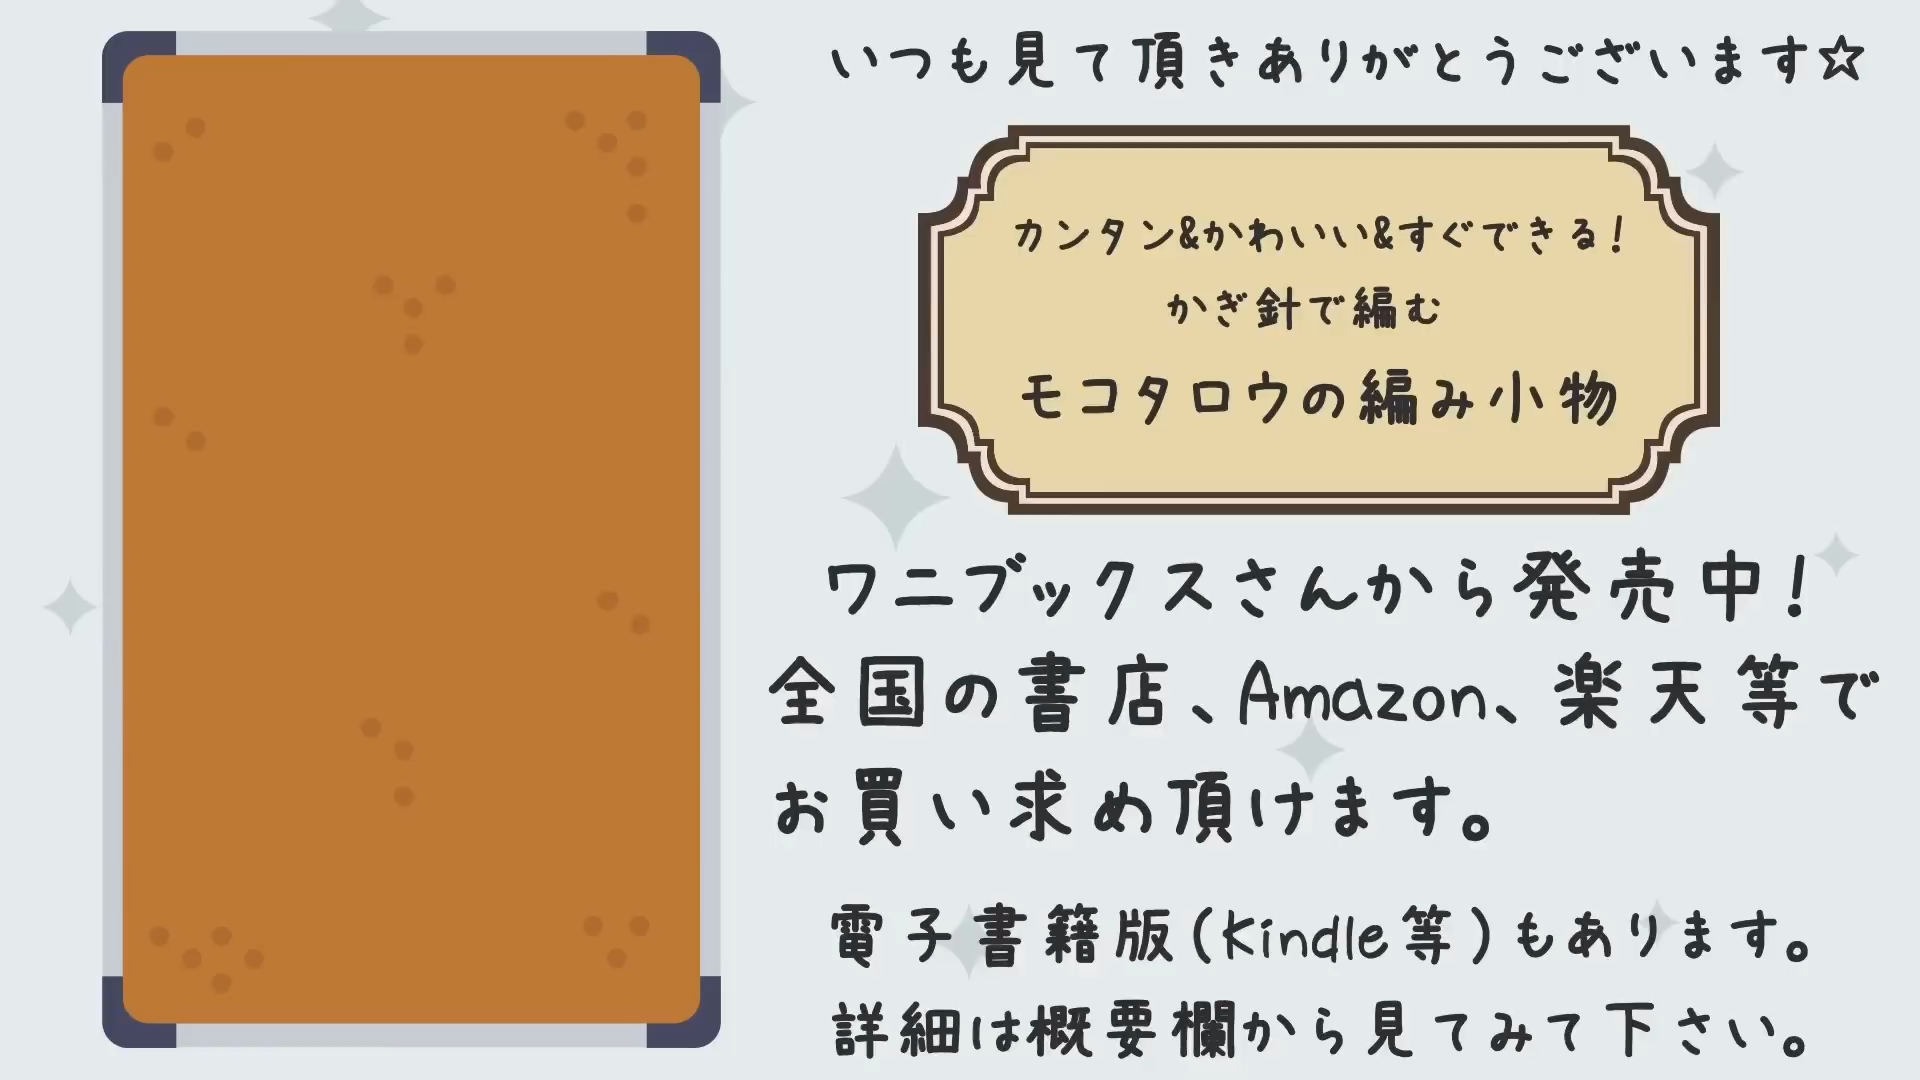 いつも見て頂きありがとうございます☆
カンタン&かわいい&すぐできる!
かぎ針で編む
モコタロウの編み小物
ワニブックスさんから発売中!
全国の書店、Amazon、楽天等で
お買い求め頂けます。
電子書籍版(Kindle等)もあります。
詳細は概要欄から見てみて下さい。